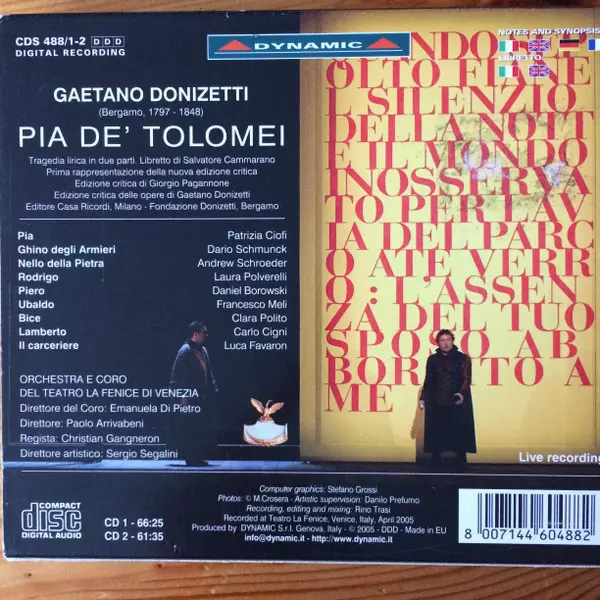 CDS 488/1-2 DDD
DIGITAL RECORDING
DYNAMIC
NOTES AND SYNOPSIS
LIBRETTO:
GAETANO DONIZETTI
(Bergamo, 1797 - 1848)
PIA DE' TOLOMEI
Tragedia lirica in due parti. Libretto di Salvatore Cammarano
Prima rappresentazione della nuova edizione critica
Edizione critica di Giorgio Pagannone
Edizione critica delle opere di Gaetano Donizetti
Editore Casa Ricordi, Milano - Fondazione Donizetti, Bergamo
Pia Patrizia Ciofi
Ghino degli Armieri Dario Schmunck
Nello della Pietra Andrew Schroeder
Rodrigo Laura Polverelli
Piero Daniel Borowski
Ubaldo Francesco Meli
Bice Clara Polito
Lamberto Carlo Cigni
Il carceriere Luca Favaron
ORCHESTRA E CORO
DEL TEATRO LA FENICE DI VENEZIA
Direttore del Coro: Emanuela Di Pietro
Direttore: Paolo Arrivabeni
Regista: Christian Gangneron
Direttore artistico: Sergio Segalini
OLTO FIENE
L SILENZIO
DELLA NOTT
E IL MONDO
INOSSERVA
TO PER LA V
IA DEL PARC
O A TE VERR
O: L'ASSEN
ZA DEL TUO
SPOSO AB
BORRITO A
ME
Live recording
COMPACT
disc
DIGITAL AUDIO
CD 1 - 66:25
CD 2 - 61:35
Computer graphics: Stefano Grossi
Photos: © M.Crosera - Artistic supervision: Danilo Prefumo
Recording, editing and mixing: Rino Trasi
Recorded at Teatro La Fenice, Venice, Italy, April 2005
Produced by DYNAMIC S.r.l. Genova, Italy - © 2005 - DDD - Made in EU
info@dynamic.it - http://www.dynamic.it
8 007144 604882